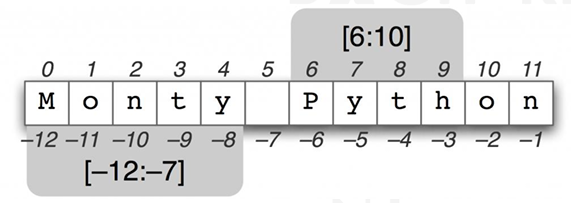 [6:10]
0 1 2 3 4 5 6 7 8 9 10 11
M o n t y P y t h o n
–12 –11 –10 –9 –8 –7 –6 –5 –4 –3 –2 –1
[–12:–7]